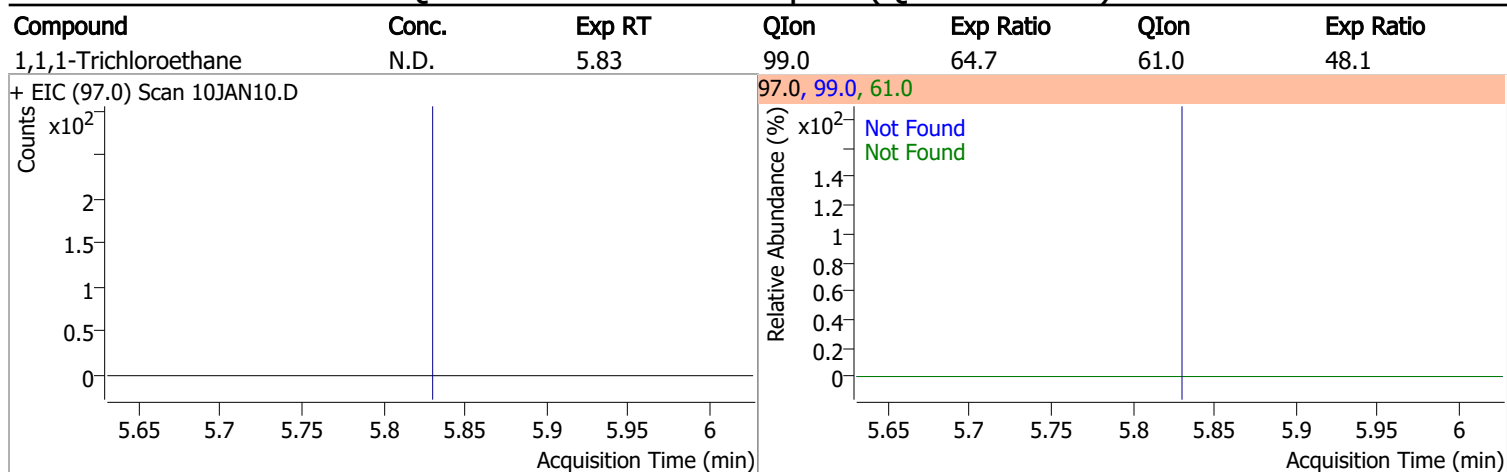 Compound Conc. Exp RT QIon Exp Ratio QIon Exp Ratio
1,1,1-Trichloroethane N.D. 5.83 99.0 64.7 61.0 48.1
+ EIC (97.0) Scan 10JAN10.D
Counts
x10²
2
1.5
1
0.5
0
5.65 5.7 5.75 5.8 5.85 5.9 5.95 6
Acquisition Time (min)
97.0, 99.0, 61.0
Relative Abundance (%)
x10²
Not Found
Not Found
1.4
1.2
1
0.8
0.6
0.4
0.2
0
5.65 5.7 5.75 5.8 5.85 5.9 5.95 6
Acquisition Time (min)